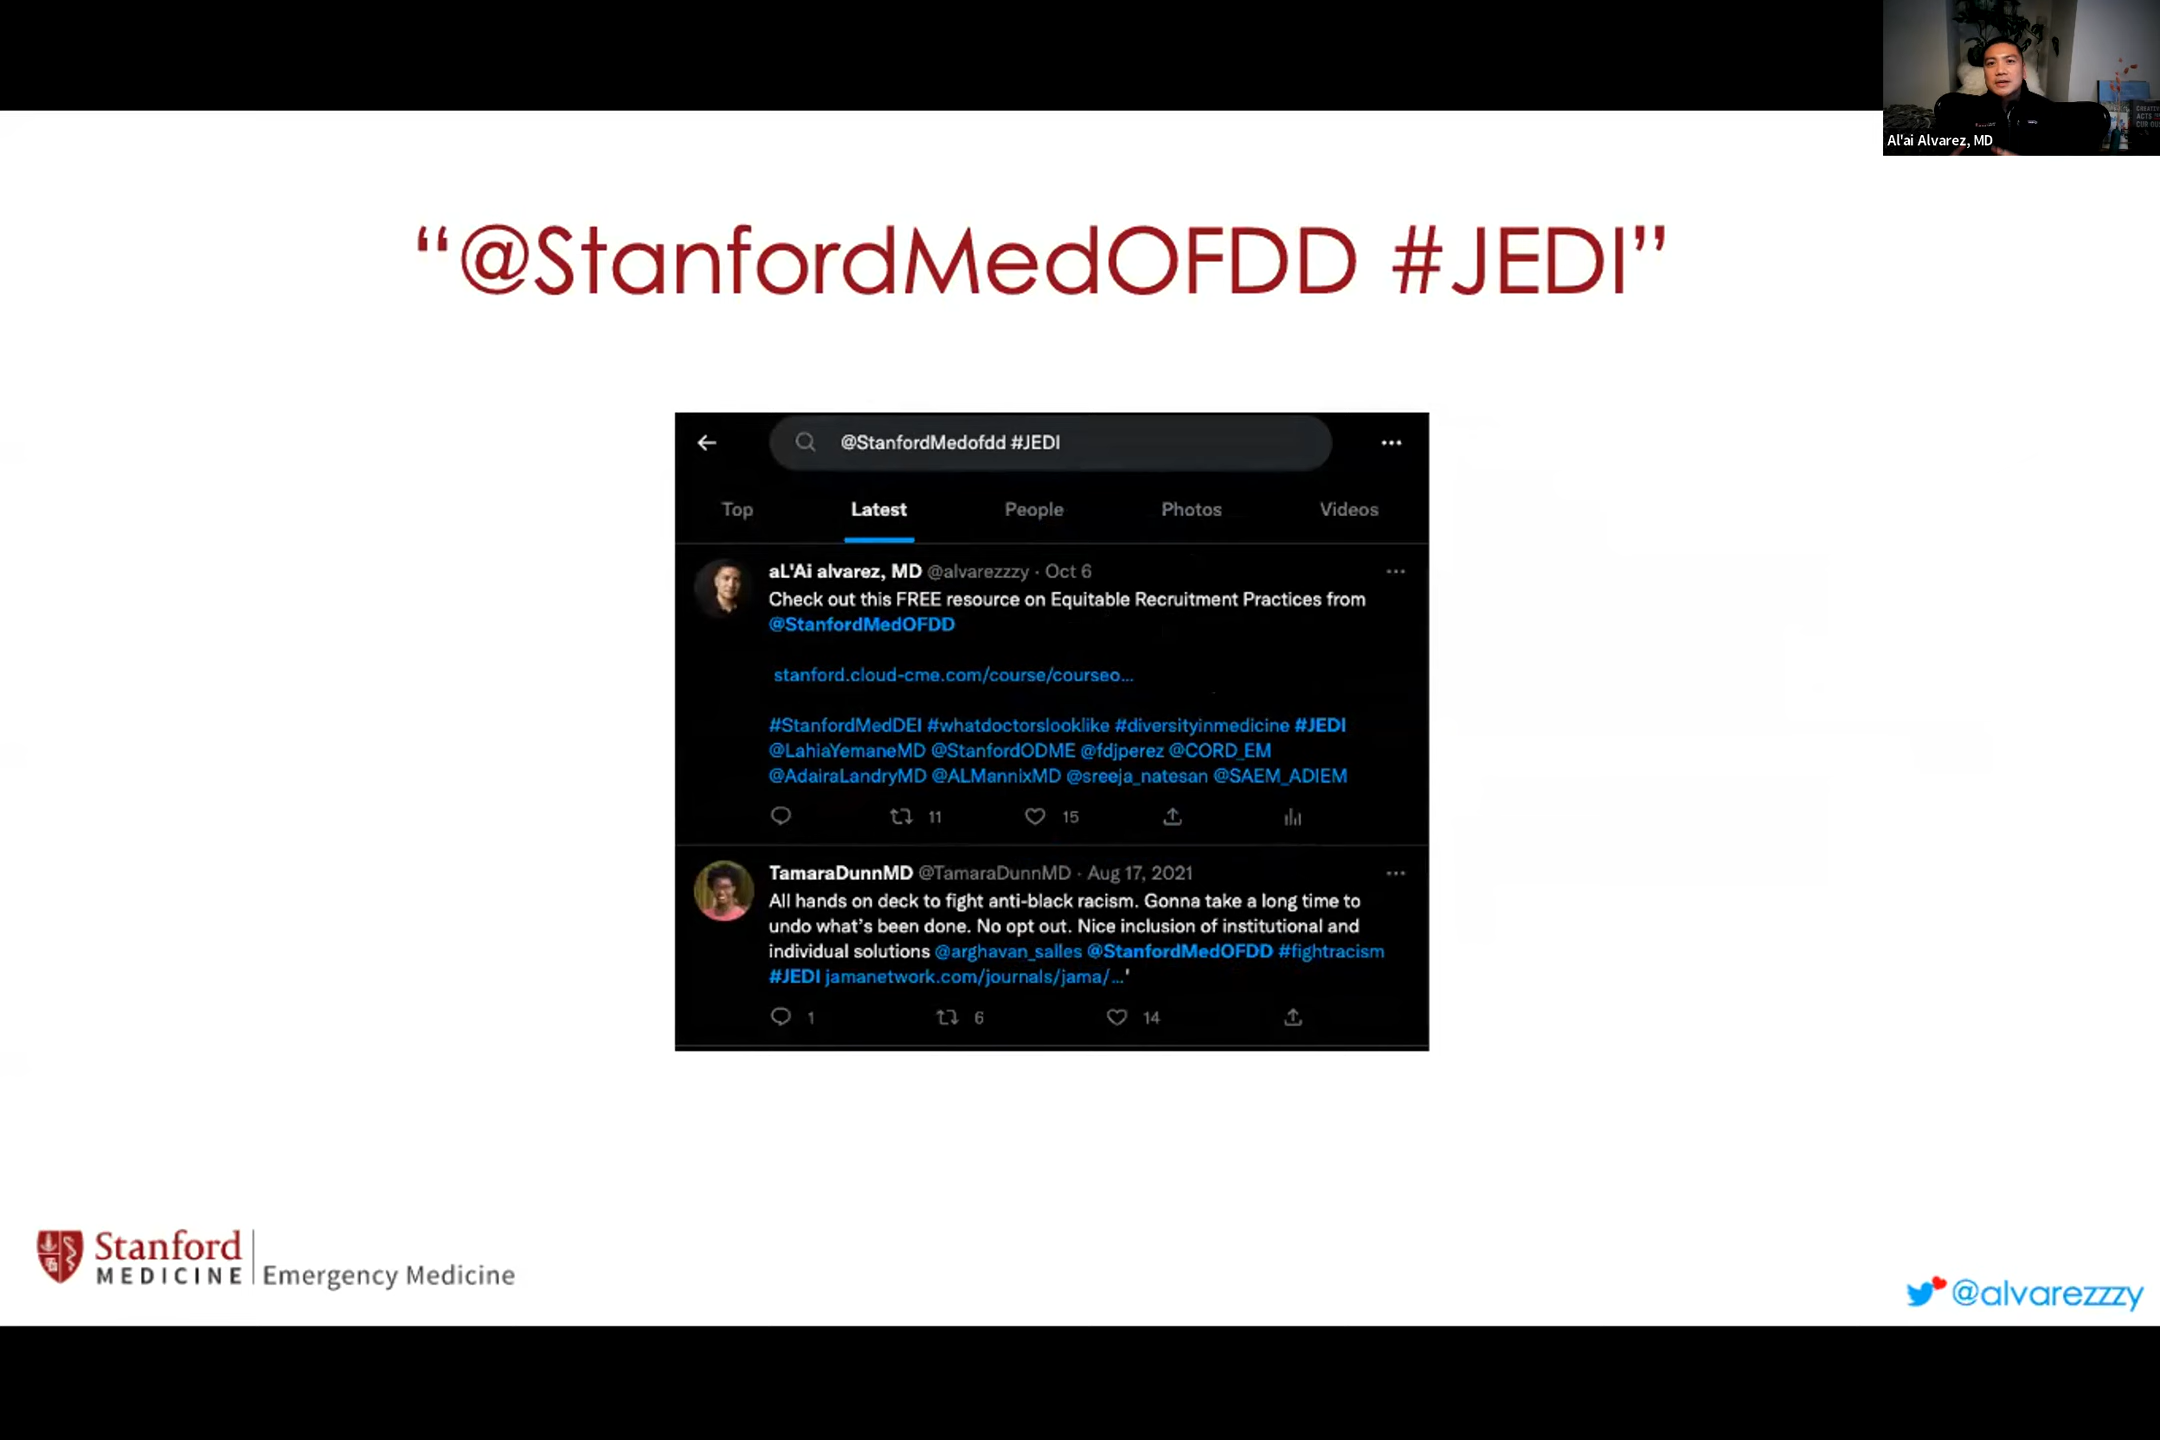 Al'ai Alvarez, MD
“@StanfordMedOFDD #JEDI”
@StanfordMedofdd #JEDI
Top Latest People Photos Videos
aL'Ai alvarez, MD @alvarezzzy · Oct 6
Check out this FREE resource on Equitable Recruitment Practices from
@StanfordMedOFDD
stanford.cloud-cme.com/course/courseo...
#StanfordMedDEI #whatdoctorslooklike #diversityinmedicine #JEDI
@LahiaYemaneMD @StanfordODME @fdjperez @CORD_EM
@AdairaLandryMD @ALMannixMD @sreeja_natesan @SAEM_ADIEM
11 15
TamaraDunnMD @TamaraDunnMD · Aug 17, 2021
All hands on deck to fight anti-black racism. Gonna take a long time to
undo what’s been done. No opt out. Nice inclusion of institutional and
individual solutions @arghavan_salles @StanfordMedOFDD #fightracism
#JEDI jamanetwork.com/journals/jama/...'
1 6 14
Stanford
MEDICINE Emergency Medicine
@alvarezzzy